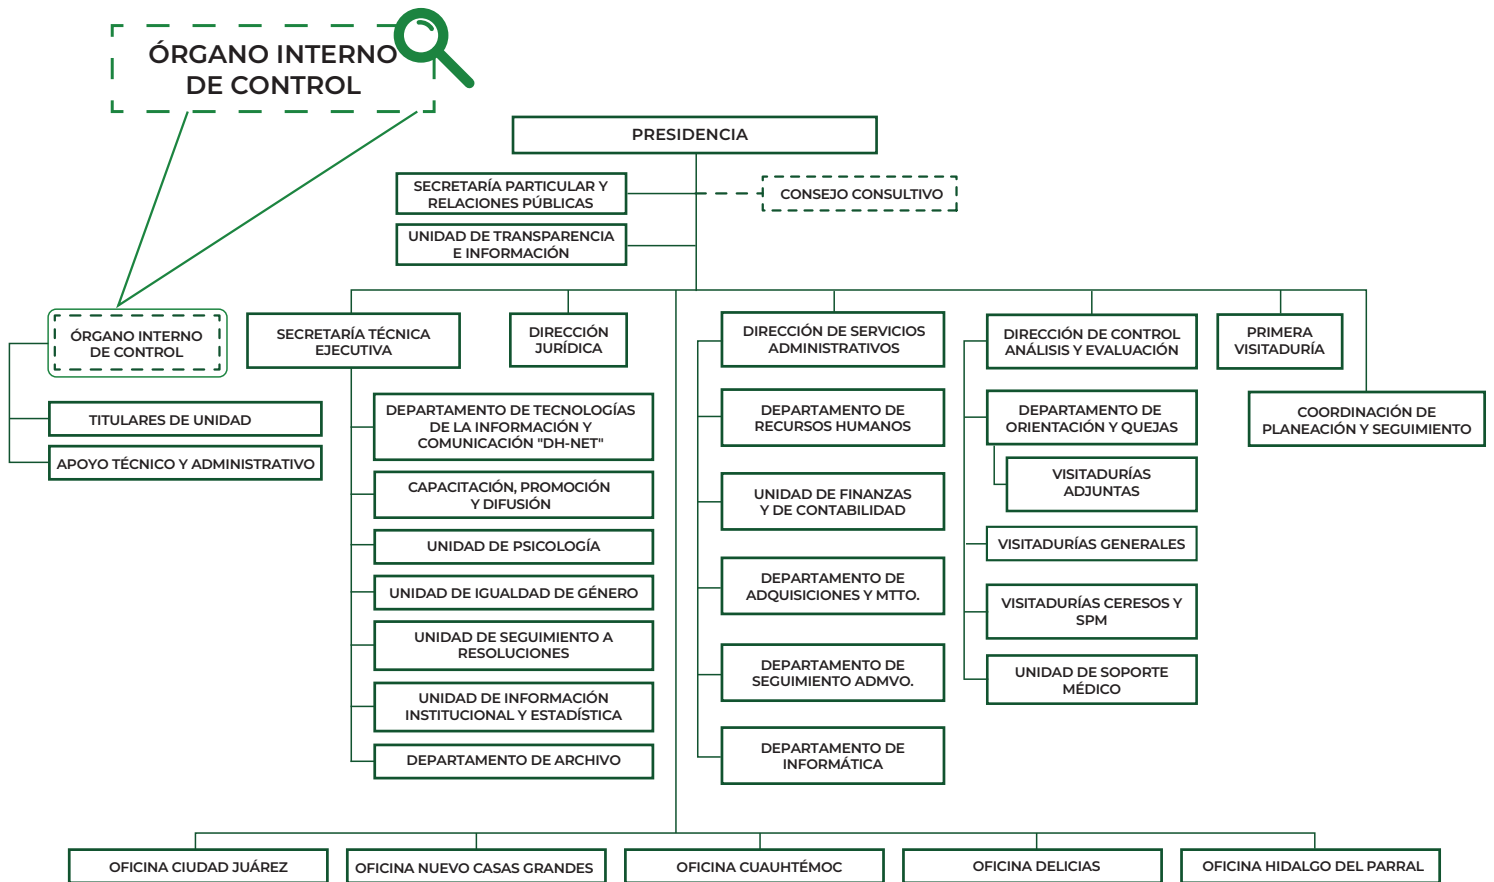 ÓRGANO INTERNO
DE CONTROL
PRESIDENCIA
SECRETARÍA PARTICULAR Y
RELACIONES PÚBLICAS
CONSEJO CONSULTIVO
UNIDAD DE TRANSPARENCIA
E INFORMACIÓN
ÓRGANO INTERNO
DE CONTROL
TITULARES DE UNIDAD
APOYO TÉCNICO Y ADMINISTRATIVO
SECRETARÍA TÉCNICA
EJECUTIVA
DEPARTAMENTO DE TECNOLOGÍAS
DE LA INFORMACIÓN Y
COMUNICACIÓN "DH-NET"
CAPACITACIÓN, PROMOCIÓN
Y DIFUSIÓN
UNIDAD DE PSICOLOGÍA
UNIDAD DE IGUALDAD DE GÉNERO
UNIDAD DE SEGUIMIENTO A
RESOLUCIONES
UNIDAD DE INFORMACIÓN
INSTITUCIONAL Y ESTADÍSTICA
DEPARTAMENTO DE ARCHIVO
DIRECCIÓN
JURÍDICA
DIRECCIÓN DE SERVICIOS
ADMINISTRATIVOS
DEPARTAMENTO DE
RECURSOS HUMANOS
UNIDAD DE FINANZAS
Y DE CONTABILIDAD
DEPARTAMENTO DE
ADQUISICIONES Y MTTO.
DEPARTAMENTO DE
SEGUIMIENTO ADMVO.
DEPARTAMENTO DE
INFORMÁTICA
DIRECCIÓN DE CONTROL
ANÁLISIS Y EVALUACIÓN
DEPARTAMENTO DE
ORIENTACIÓN Y QUEJAS
VISITADURÍAS
ADJUNTAS
VISITADURÍAS GENERALES
VISITADURÍAS CERESOS Y
SPM
UNIDAD DE SOPORTE
MÉDICO
PRIMERA
VISITADURÍA
COORDINACIÓN DE
PLANEACIÓN Y SEGUIMIENTO
OFICINA CIUDAD JUÁREZ
OFICINA NUEVO CASAS GRANDES
OFICINA CUAUHTÉMOC
OFICINA DELICIAS
OFICINA HIDALGO DEL PARRAL